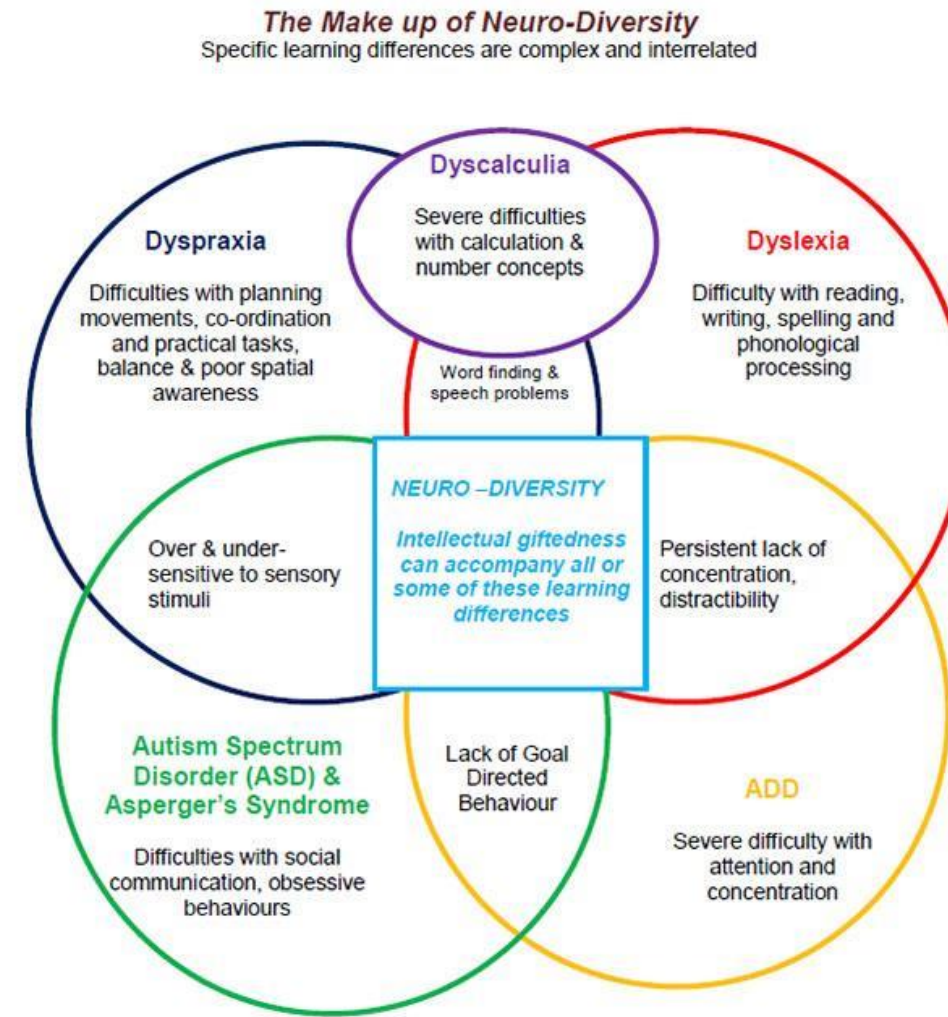 The Make up of Neuro-Diversity
Specific learning differences are complex and interrelated
Dyscalculia
Severe difficulties
with calculation &
number concepts
Dyspraxia
Difficulties with planning
movements, co-ordination
and practical tasks,
balance & poor spatial
awareness
Dyslexia
Difficulty with reading,
writing, spelling and
phonological
processing
Word finding &
speech problems
NEURO –DIVERSITY
Intellectual giftedness
can accompany all or
some of these learning
differences
Over & under-
sensitive to sensory
stimuli
Persistent lack of
concentration,
distractibility
Autism Spectrum
Disorder (ASD) &
Asperger’s Syndrome
Difficulties with social
communication, obsessive
behaviours
Lack of Goal
Directed
Behaviour
ADD
Severe difficulty with
attention and
concentration